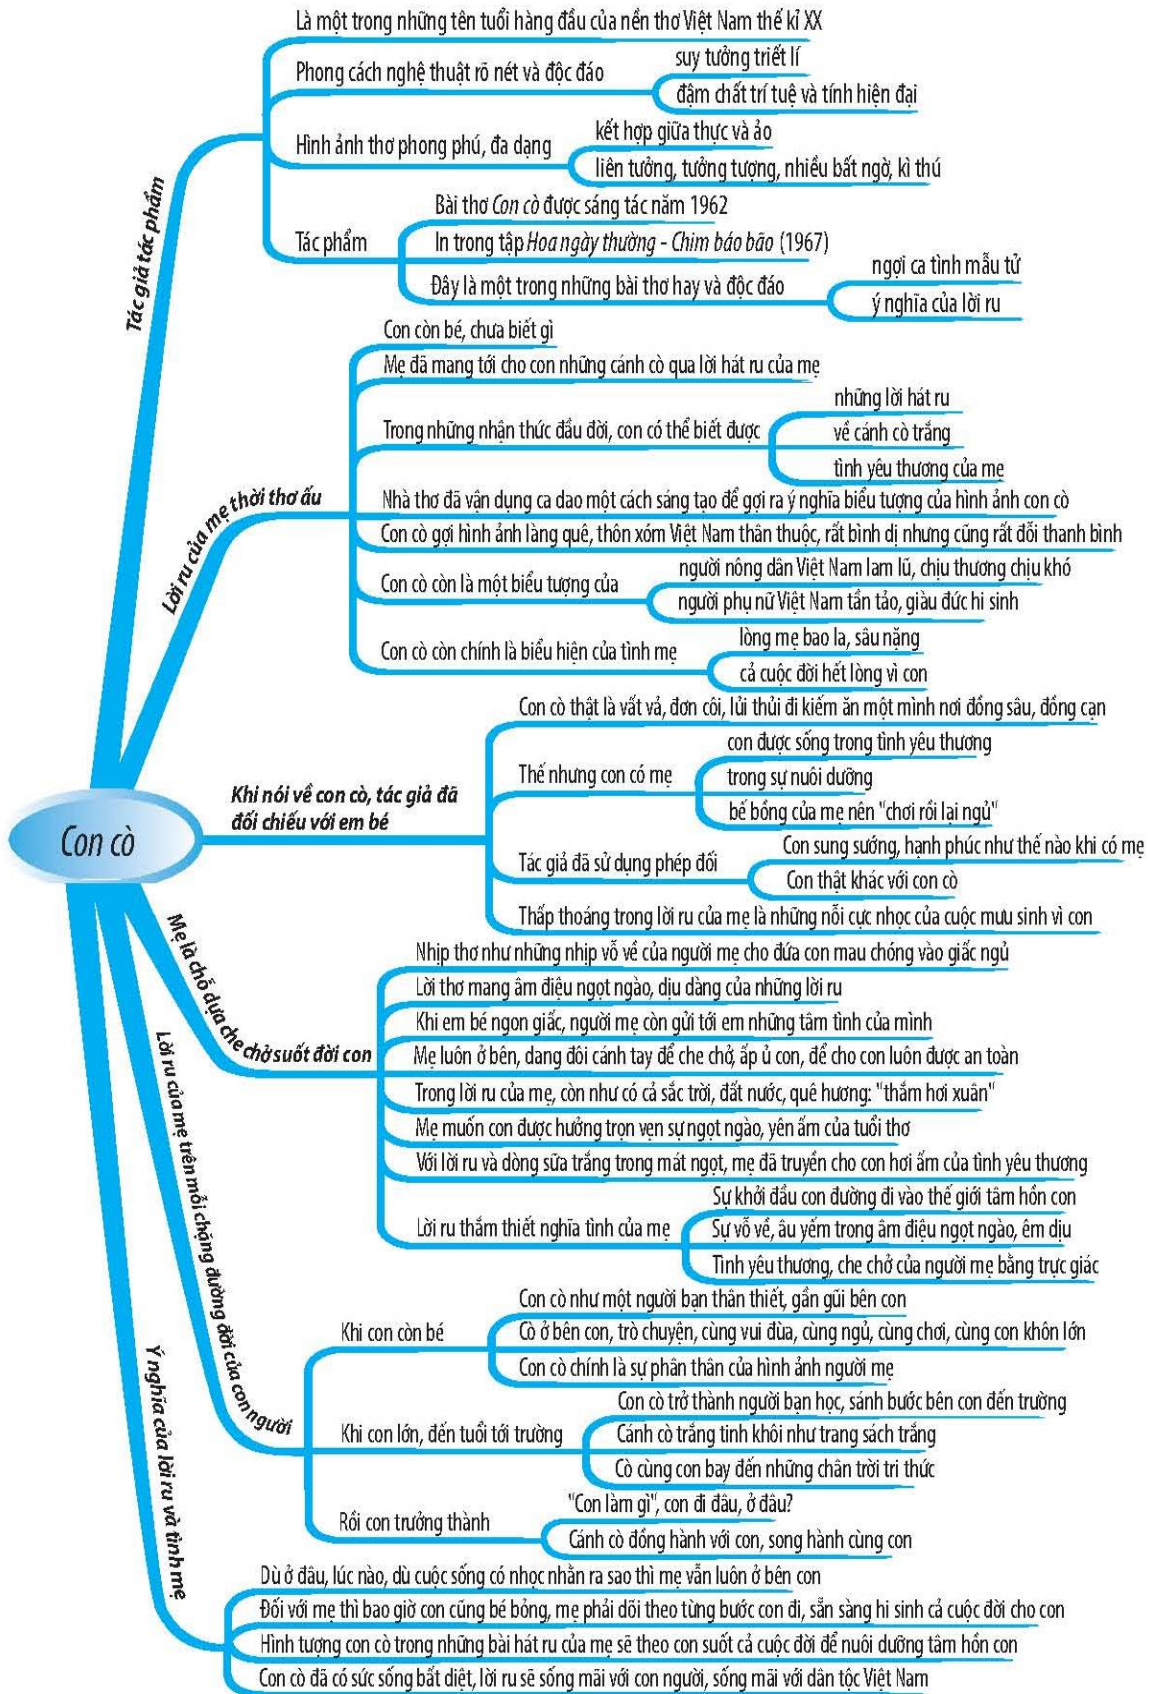 Con cò
Tác giả tác phẩm
Là một trong những tên tuổi hàng đầu của nền thơ Việt Nam thế kỉ XX
Phong cách nghệ thuật rõ nét và độc đáo
suy tưởng triết lí
đậm chất trí tuệ và tính hiện đại
Hình ảnh thơ phong phú, đa dạng
kết hợp giữa thực và ảo
liên tưởng, tưởng tượng, nhiều bất ngờ, kì thú
Tác phẩm
Bài thơ Con cò được sáng tác năm 1962
In trong tập Hoa ngày thường - Chim báo bão (1967)
Đây là một trong những bài thơ hay và độc đáo
ngợi ca tình mẫu tử
ý nghĩa của lời ru
Lời ru của mẹ thời thơ ấu
Con còn bé, chưa biết gì
Mẹ đã mang tới cho con những cánh cò qua lời hát ru của mẹ
Trong những nhận thức đầu đời, con có thể biết được
những lời hát ru
về cánh cò trắng
tình yêu thương của mẹ
Nhà thơ đã vận dụng ca dao một cách sáng tạo để gợi ra ý nghĩa biểu tượng của hình ảnh con cò
Con cò gợi hình ảnh làng quê, thôn xóm Việt Nam thân thuộc, rất bình dị nhưng cũng rất đỗi thanh bình
Con cò còn là một biểu tượng của
người nông dân Việt Nam lam lũ, chịu thương chịu khó
người phụ nữ Việt Nam tần tảo, giàu đức hi sinh
Con cò còn chính là biểu hiện của tình mẹ
lòng mẹ bao la, sâu nặng
cả cuộc đời hết lòng vì con
Khi nói về con cò, tác giả đã
đối chiếu với em bé
Con cò thật là vất vả, đơn côi, lủi thủi đi kiếm ăn một mình nơi đồng sâu, đồng cạn
Thế nhưng con có mẹ
con được sống trong tình yêu thương
trong sự nuôi dưỡng
bế bồng của mẹ nên "chơi rồi lại ngủ"
Tác giả đã sử dụng phép đối
Con sung sướng, hạnh phúc như thế nào khi có mẹ
Con thật khác với con cò
Thấp thoáng trong lời ru của mẹ là những nỗi cực nhọc của cuộc mưu sinh vì con
Mẹ là chỗ dựa che chở suốt đời con
Nhịp thơ như những nhịp vỗ về của người mẹ cho đứa con mau chóng vào giấc ngủ
Lời thơ mang âm điệu ngọt ngào, dịu dàng của những lời ru
Khi em bé ngon giấc, người mẹ còn gửi tới em những tâm tình của mình
Mẹ luôn ở bên, dang đôi cánh tay để che chở, ấp ủ con, để cho con luôn được an toàn
Trong lời ru của mẹ, còn như có cả sắc trời, đất nước, quê hương: "thắm hơi xuân"
Mẹ muốn con được hưởng trọn vẹn sự ngọt ngào, yên ấm của tuổi thơ
Với lời ru và dòng sữa trắng trong mát ngọt, mẹ đã truyền cho con hơi ấm của tình yêu thương
Lời ru thắm thiết nghĩa tình của mẹ
Sự khởi đầu con đường đi vào thế giới tâm hồn con
Sự vỗ về, âu yếm trong âm điệu ngọt ngào, êm dịu
Tình yêu thương, che chở của người mẹ bằng trực giác
Lời ru của mẹ trên mỗi chặng đường đời của con người
Khi con còn bé
Con cò như một người bạn thân thiết, gần gũi bên con
Cò ở bên con, trò chuyện, cùng vui đùa, cùng ngủ, cùng chơi, cùng con khôn lớn
Con cò chính là sự phân thân của hình ảnh người mẹ
Khi con lớn, đến tuổi tới trường
Con cò trở thành người bạn học, sánh bước bên con đến trường
Cánh cò trắng tinh khôi như trang sách trắng
Cò cùng con bay đến những chân trời tri thức
Rồi con trưởng thành
"Con làm gì", con đi đâu, ở đâu?
Cánh cò đồng hành với con, song hành cùng con
Ý nghĩa của lời ru và tình mẹ
Dù ở đâu, lúc nào, dù cuộc sống có nhọc nhằn ra sao thì mẹ vẫn luôn ở bên con
Đối với mẹ thì bao giờ con cũng bé bỏng, mẹ phải dõi theo từng bước con đi, sẵn sàng hi sinh cả cuộc đời cho con
Hình tượng con cò trong những bài hát ru của mẹ sẽ theo con suốt cả cuộc đời để nuôi dưỡng tâm hồn con
Con cò đã có sức sống bất diệt, lời ru sẽ sống mãi với con người, sống mãi với dân tộc Việt Nam